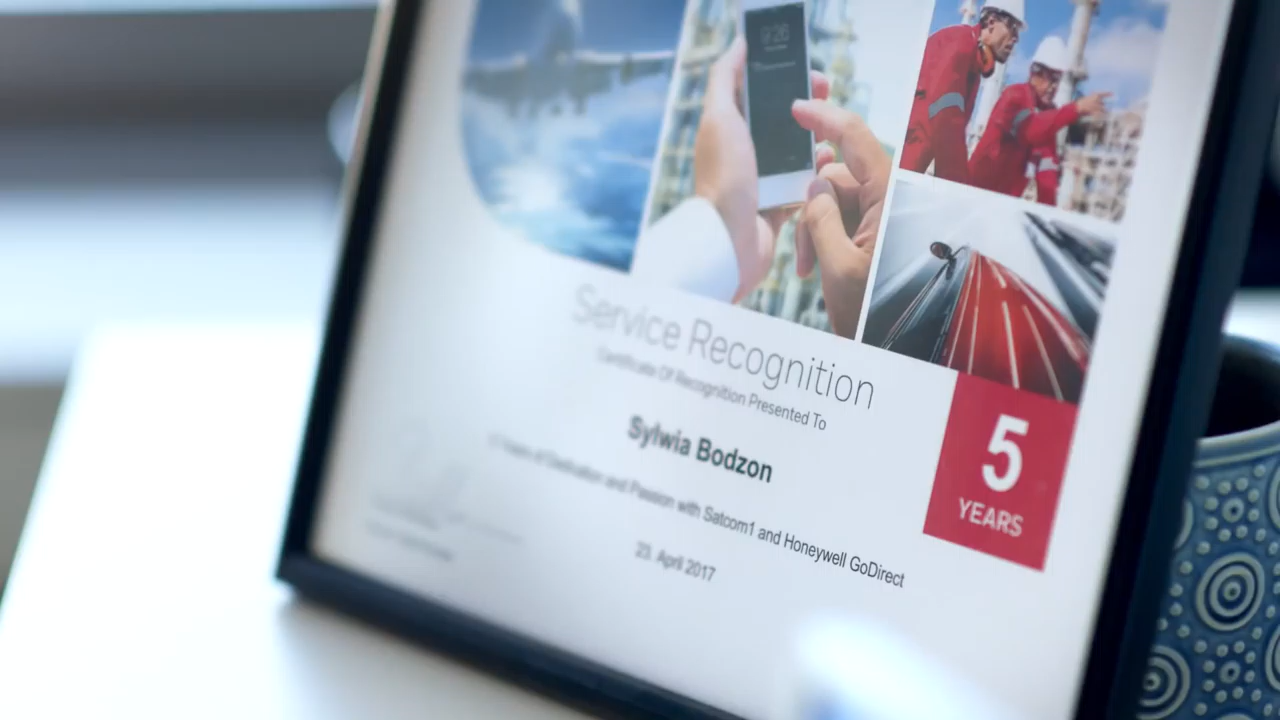 Service Recognition
Certificate Of Recognition Presented To
Sylwia Bodzon
5 Years of Dedication and Passion with Satcom1 and Honeywell GoDirect
23. April 2017
5
YEARS